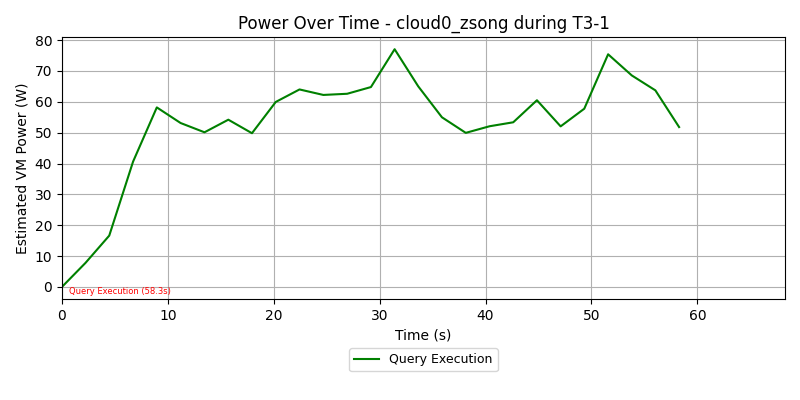 Power Over Time - cloud0_zsong during T3-1
Estimated VM Power (W)
80
70
60
50
40
30
20
10
0
Query Execution (58.3s)
0 10 20 30 40 50 60
Time (s)
Query Execution